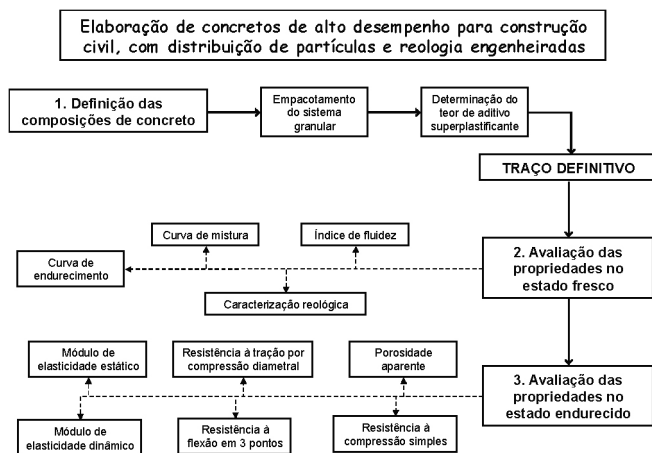 Elaboração de concretos de alto desempenho para construção
civil, com distribuição de partículas e reologia engenheiradas
1. Definição das
composições de concreto
Empacotamento
do sistema
granular
Determinação do
teor de aditivo
superplastificante
TRAÇO DEFINITIVO
Curva de mistura
Índice de fluidez
Curva de
endurecimento
Caracterização reológica
2. Avaliação das
propriedades no
estado fresco
Módulo de
elasticidade estático
Resistência à tração por
compressão diametral
Porosidade
aparente
3. Avaliação das
propriedades no
estado endurecido
Módulo de
elasticidade dinâmico
Resistência à
flexão em 3 pontos
Resistência à
compressão simples